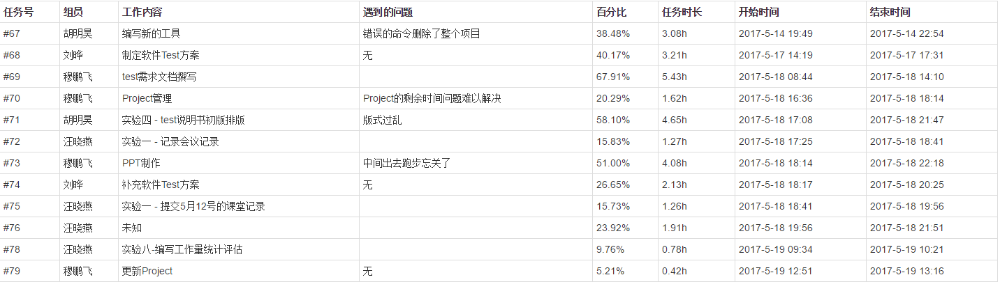 任务号 组员 工作内容 遇到的问题 百分比 任务时长 开始时间 结束时间
#67 胡明昊 编写新的工具 错误的命令删除了整个项目 38.48% 3.08h 2017-5-14 19:49 2017-5-14 22:54
#68 刘晔 制定软件Test方案 无 40.17% 3.21h 2017-5-17 14:19 2017-5-17 17:31
#69 穆鹏飞 test需求文档撰写 67.91% 5.43h 2017-5-18 08:44 2017-5-18 14:10
#70 穆鹏飞 Project管理 Project的剩余时间问题难以解决 20.29% 1.62h 2017-5-18 16:36 2017-5-18 18:14
#71 胡明昊 实验四 - test说明书初版排版 版式过乱 58.10% 4.65h 2017-5-18 17:08 2017-5-18 21:47
#72 汪晓燕 实验一 - 记录会议记录 15.83% 1.27h 2017-5-18 17:25 2017-5-18 18:41
#73 穆鹏飞 PPT制作 中间出去跑步忘关了 51.00% 4.08h 2017-5-18 18:14 2017-5-18 22:18
#74 刘晔 补充软件Test方案 无 26.65% 2.13h 2017-5-18 18:17 2017-5-18 20:25
#75 汪晓燕 实验一 - 提交5月12号的课堂记录 15.73% 1.26h 2017-5-18 18:41 2017-5-18 19:56
#76 汪晓燕 未知 23.92% 1.91h 2017-5-18 19:56 2017-5-18 21:51
#78 汪晓燕 实验八-编写工作量统计评估 9.76% 0.78h 2017-5-19 09:34 2017-5-19 10:21
#79 穆鹏飞 更新Project 无 5.21% 0.42h 2017-5-19 12:51 2017-5-19 13:16